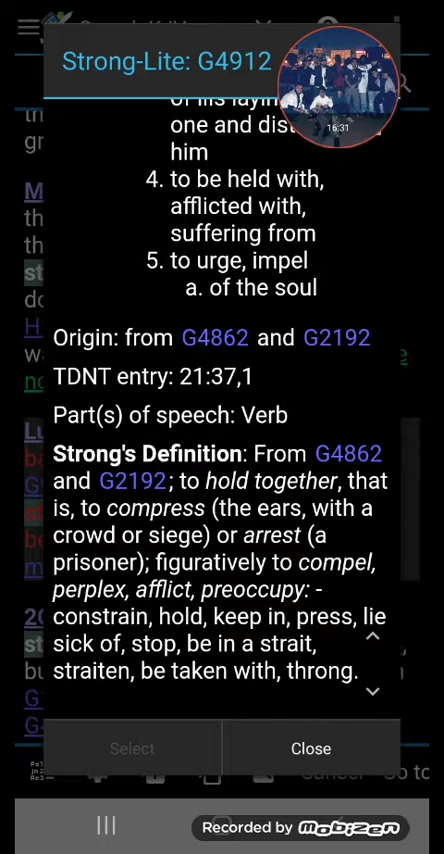 Strong-Lite: G4912
16:31
of his laying
one and dist
him
4. to be held with,
afflicted with,
suffering from
5. to urge, impel
a. of the soul
Origin: from G4862 and G2192
TDNT entry: 21:37,1
Part(s) of speech: Verb
Strong's Definition: From G4862
and G2192; to hold together, that
is, to compress (the ears, with a
crowd or siege) or arrest (a
prisoner); figuratively to compel,
perplex, afflict, preoccupy: -
constrain, hold, keep in, press, lie
sick of, stop, be in a strait,
straiten, be taken with, throng.
Select
Close
Recorded by Mobizen